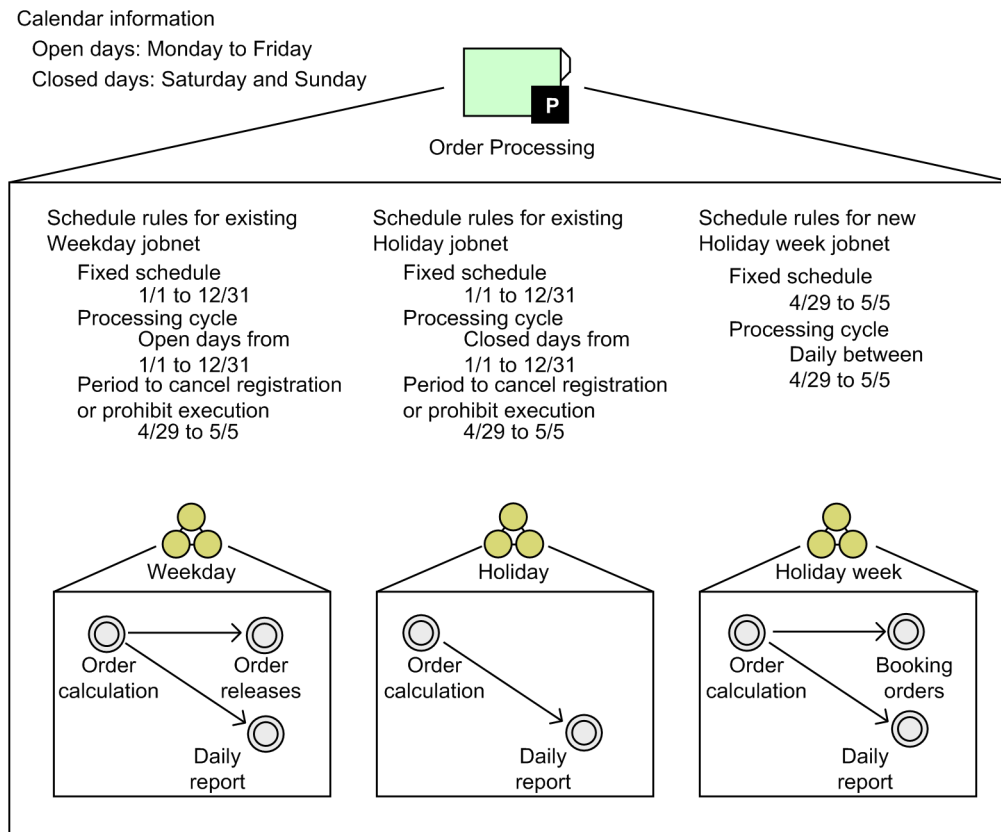 Calendar information
Open days: Monday to Friday
Closed days: Saturday and Sunday
P
Order Processing
Schedule rules for existing
Weekday jobnet
Fixed schedule
1/1 to 12/31
Processing cycle
Open days from
1/1 to 12/31
Period to cancel registration
or prohibit execution
4/29 to 5/5
Schedule rules for existing
Holiday jobnet
Fixed schedule
1/1 to 12/31
Processing cycle
Closed days from
1/1 to 12/31
Period to cancel registration
or prohibit execution
4/29 to 5/5
Schedule rules for new
Holiday week jobnet
Fixed schedule
4/29 to 5/5
Processing cycle
Daily between
4/29 to 5/5
Weekday
Order
calculation
Order
releases
Daily
report
Holiday
Order
calculation
Daily
report
Holiday week
Order
calculation
Booking
orders
Daily
report